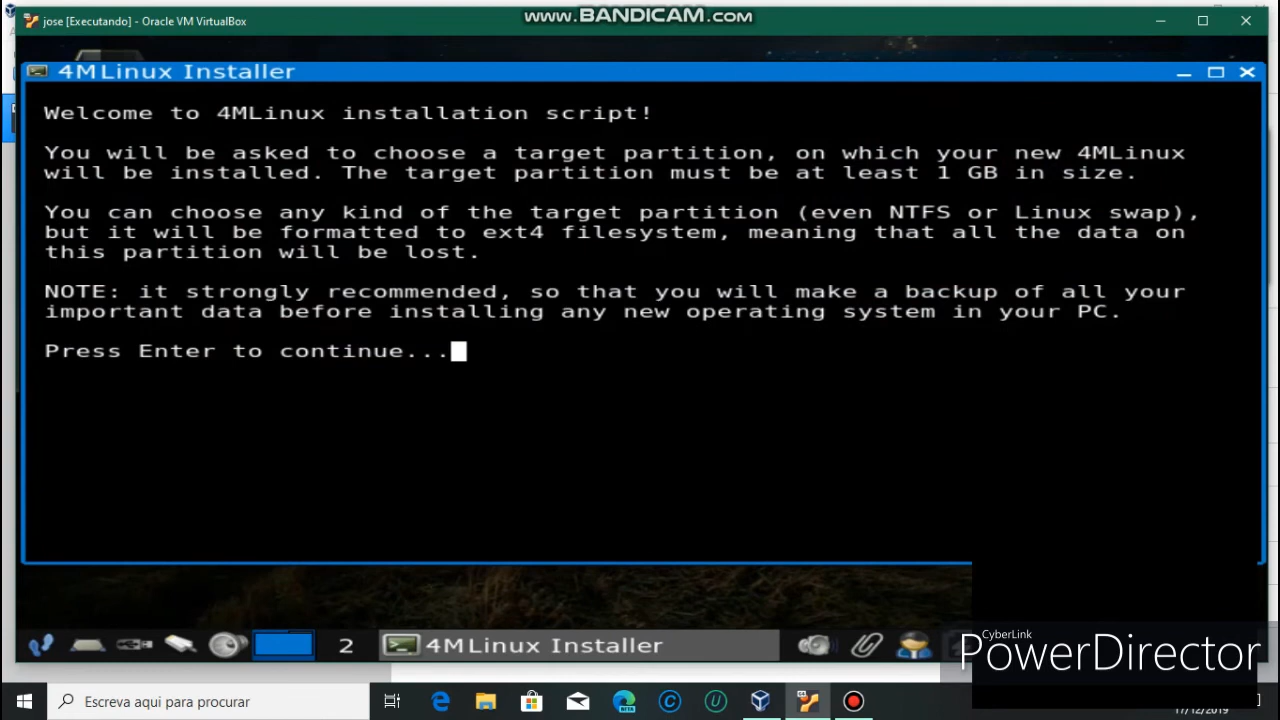 www.BANDICAM.com
jose [Executando] - Oracle VM VirtualBox
4MLinux Installer
Welcome to 4MLinux installation script!
You will be asked to choose a target partition, on which your new 4MLinux
will be installed. The target partition must be at least 1 GB in size.
You can choose any kind of the target partition (even NTFS or Linux swap),
but it will be formatted to ext4 filesystem, meaning that all the data on
this partition will be lost.
NOTE: it strongly recommended, so that you will make a backup of all your
important data before installing any new operating system in your PC.
Press Enter to continue...
2
4MLinux Installer
CyberLink
PowerDirector
Escreva aqui para procurar
17/12/2019